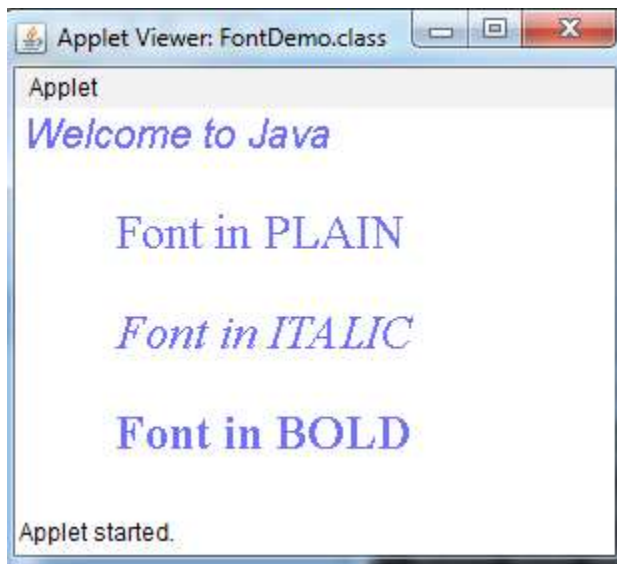 Applet Viewer: FontDemo.class
Applet
Welcome to Java
Font in PLAIN
Font in ITALIC
Font in BOLD
Applet started.